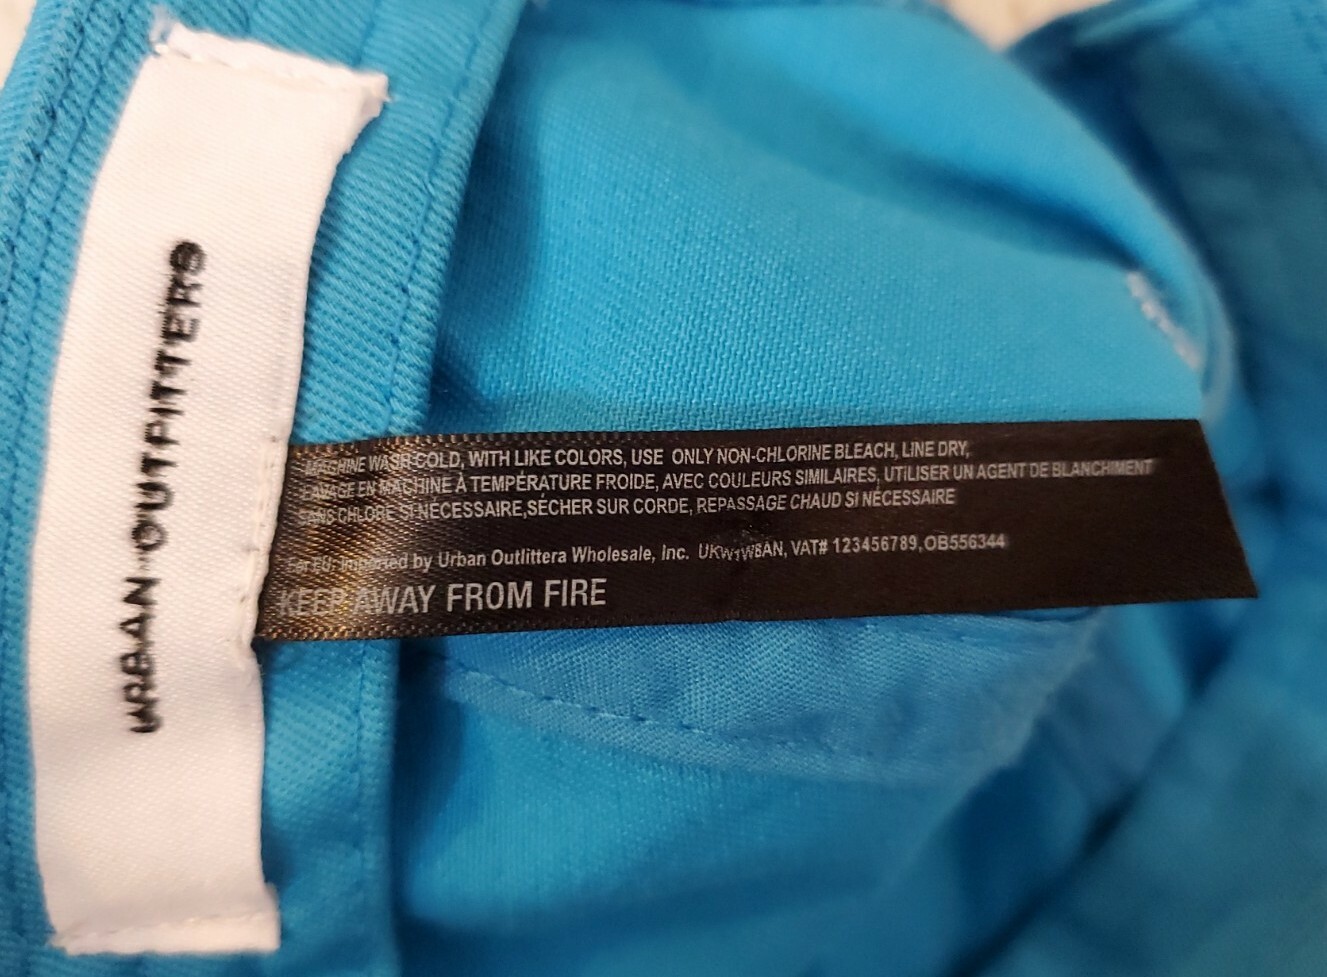 URBAN OUTFITTERS
MACHINE WASH COLD, WITH LIKE COLORS, USE ONLY NON-CHLORINE BLEACH, LINE DRY,
LAVAGE EN MACHINE À TEMPÉRATURE FROIDE, AVEC COULEURS SIMILAIRES, UTILISER UN AGENT DE BLANCHIMENT
SANS CHLORE SI NÉCESSAIRE,SÉCHER SUR CORDE, REPASSAGE CHAUD SI NÉCESSAIRE
For EU: Imported by Urban Outlittera Wholesale, Inc. VAT# 123456789,OB556344
KEEP AWAY FROM FIRE